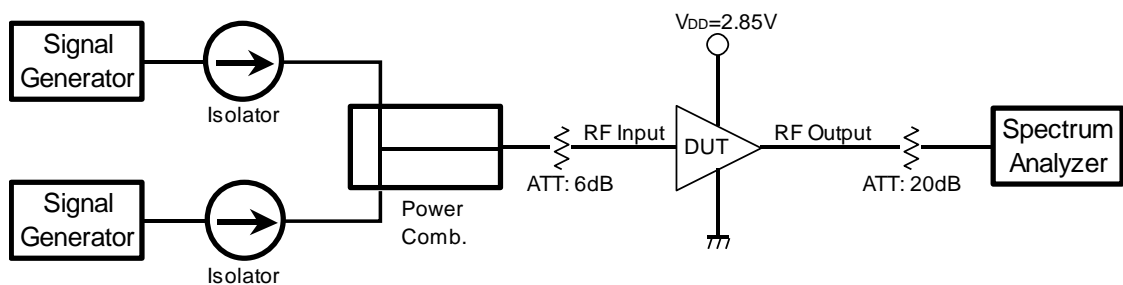 Signal
Generator
Isolator
VDD=2.85V
RF Input
DUT
RF Output
Spectrum
Analyzer
ATT: 6dB
ATT: 20dB
Signal
Generator
Isolator
Power
Comb.